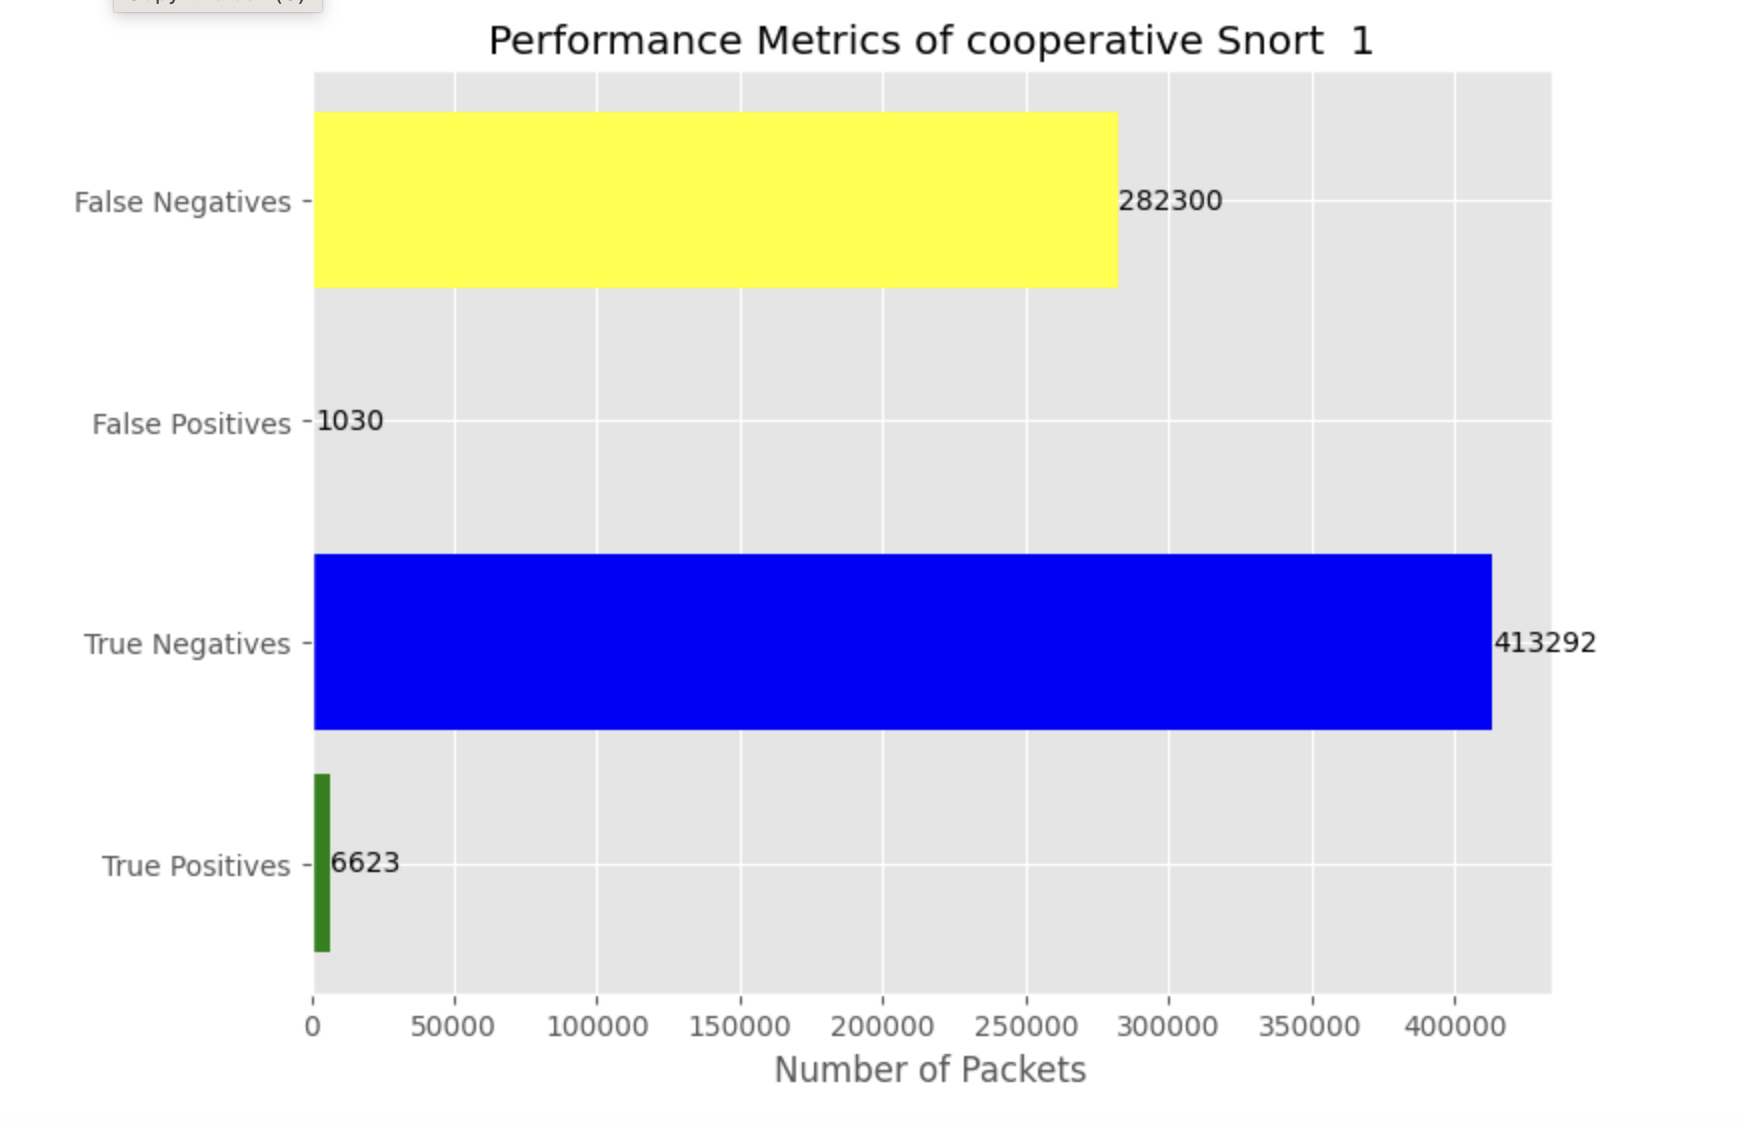 Performance Metrics of cooperative Snort 1
False Negatives
282300
False Positives
1030
True Negatives
413292
True Positives
6623
0 50000 100000 150000 200000 250000 300000 350000 400000
Number of Packets